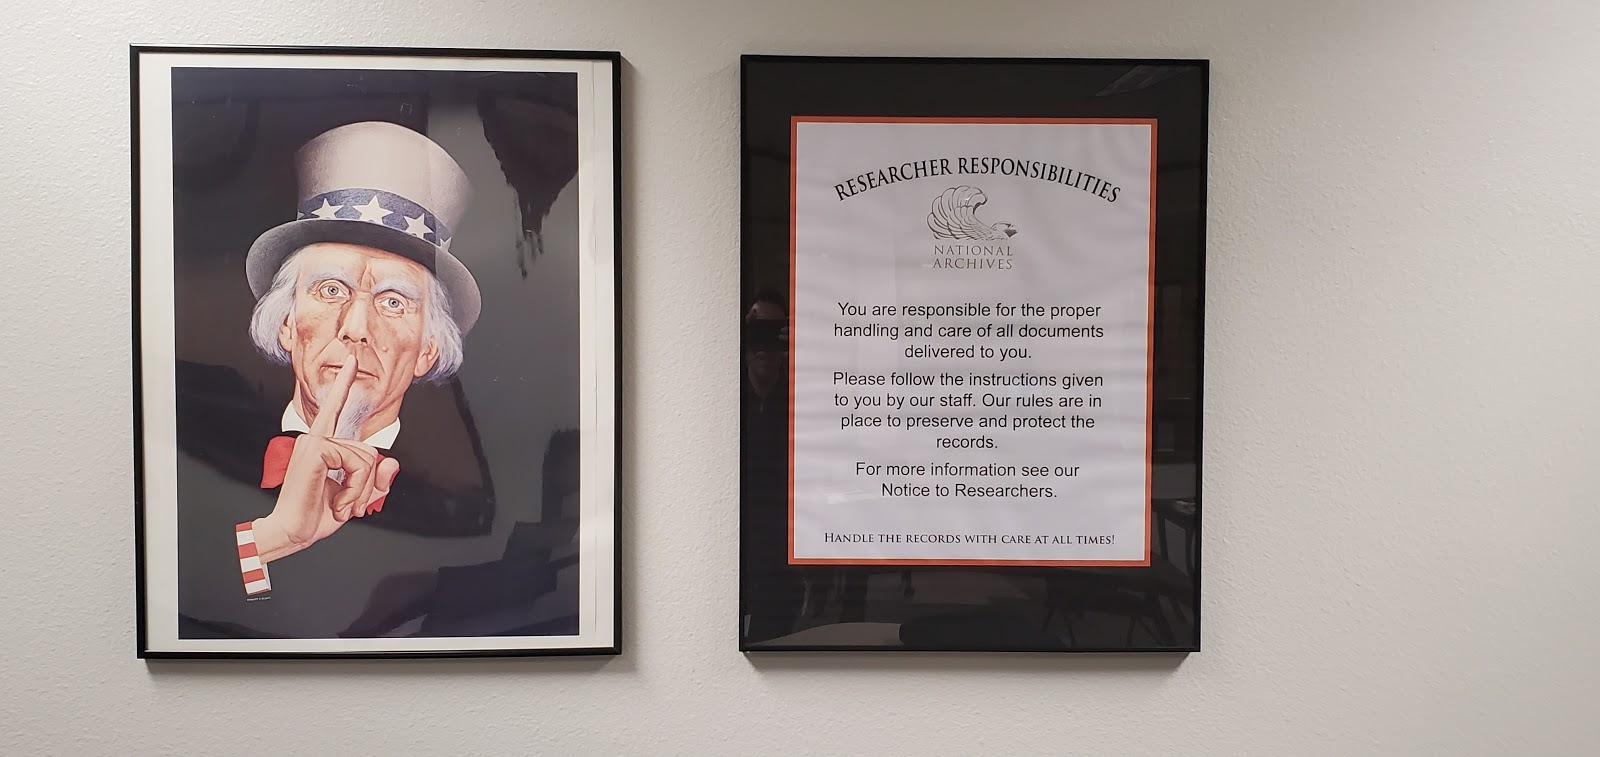 RESEARCHER RESPONSIBILITIES
NATIONAL
ARCHIVES
You are responsible for the proper
handling and care of all documents
delivered to you.
Please follow the instructions given
to you by our staff. Our rules are in
place to preserve and protect the
records.
For more information see our
Notice to Researchers.
HANDLE THE RECORDS WITH CARE AT ALL TIMES!